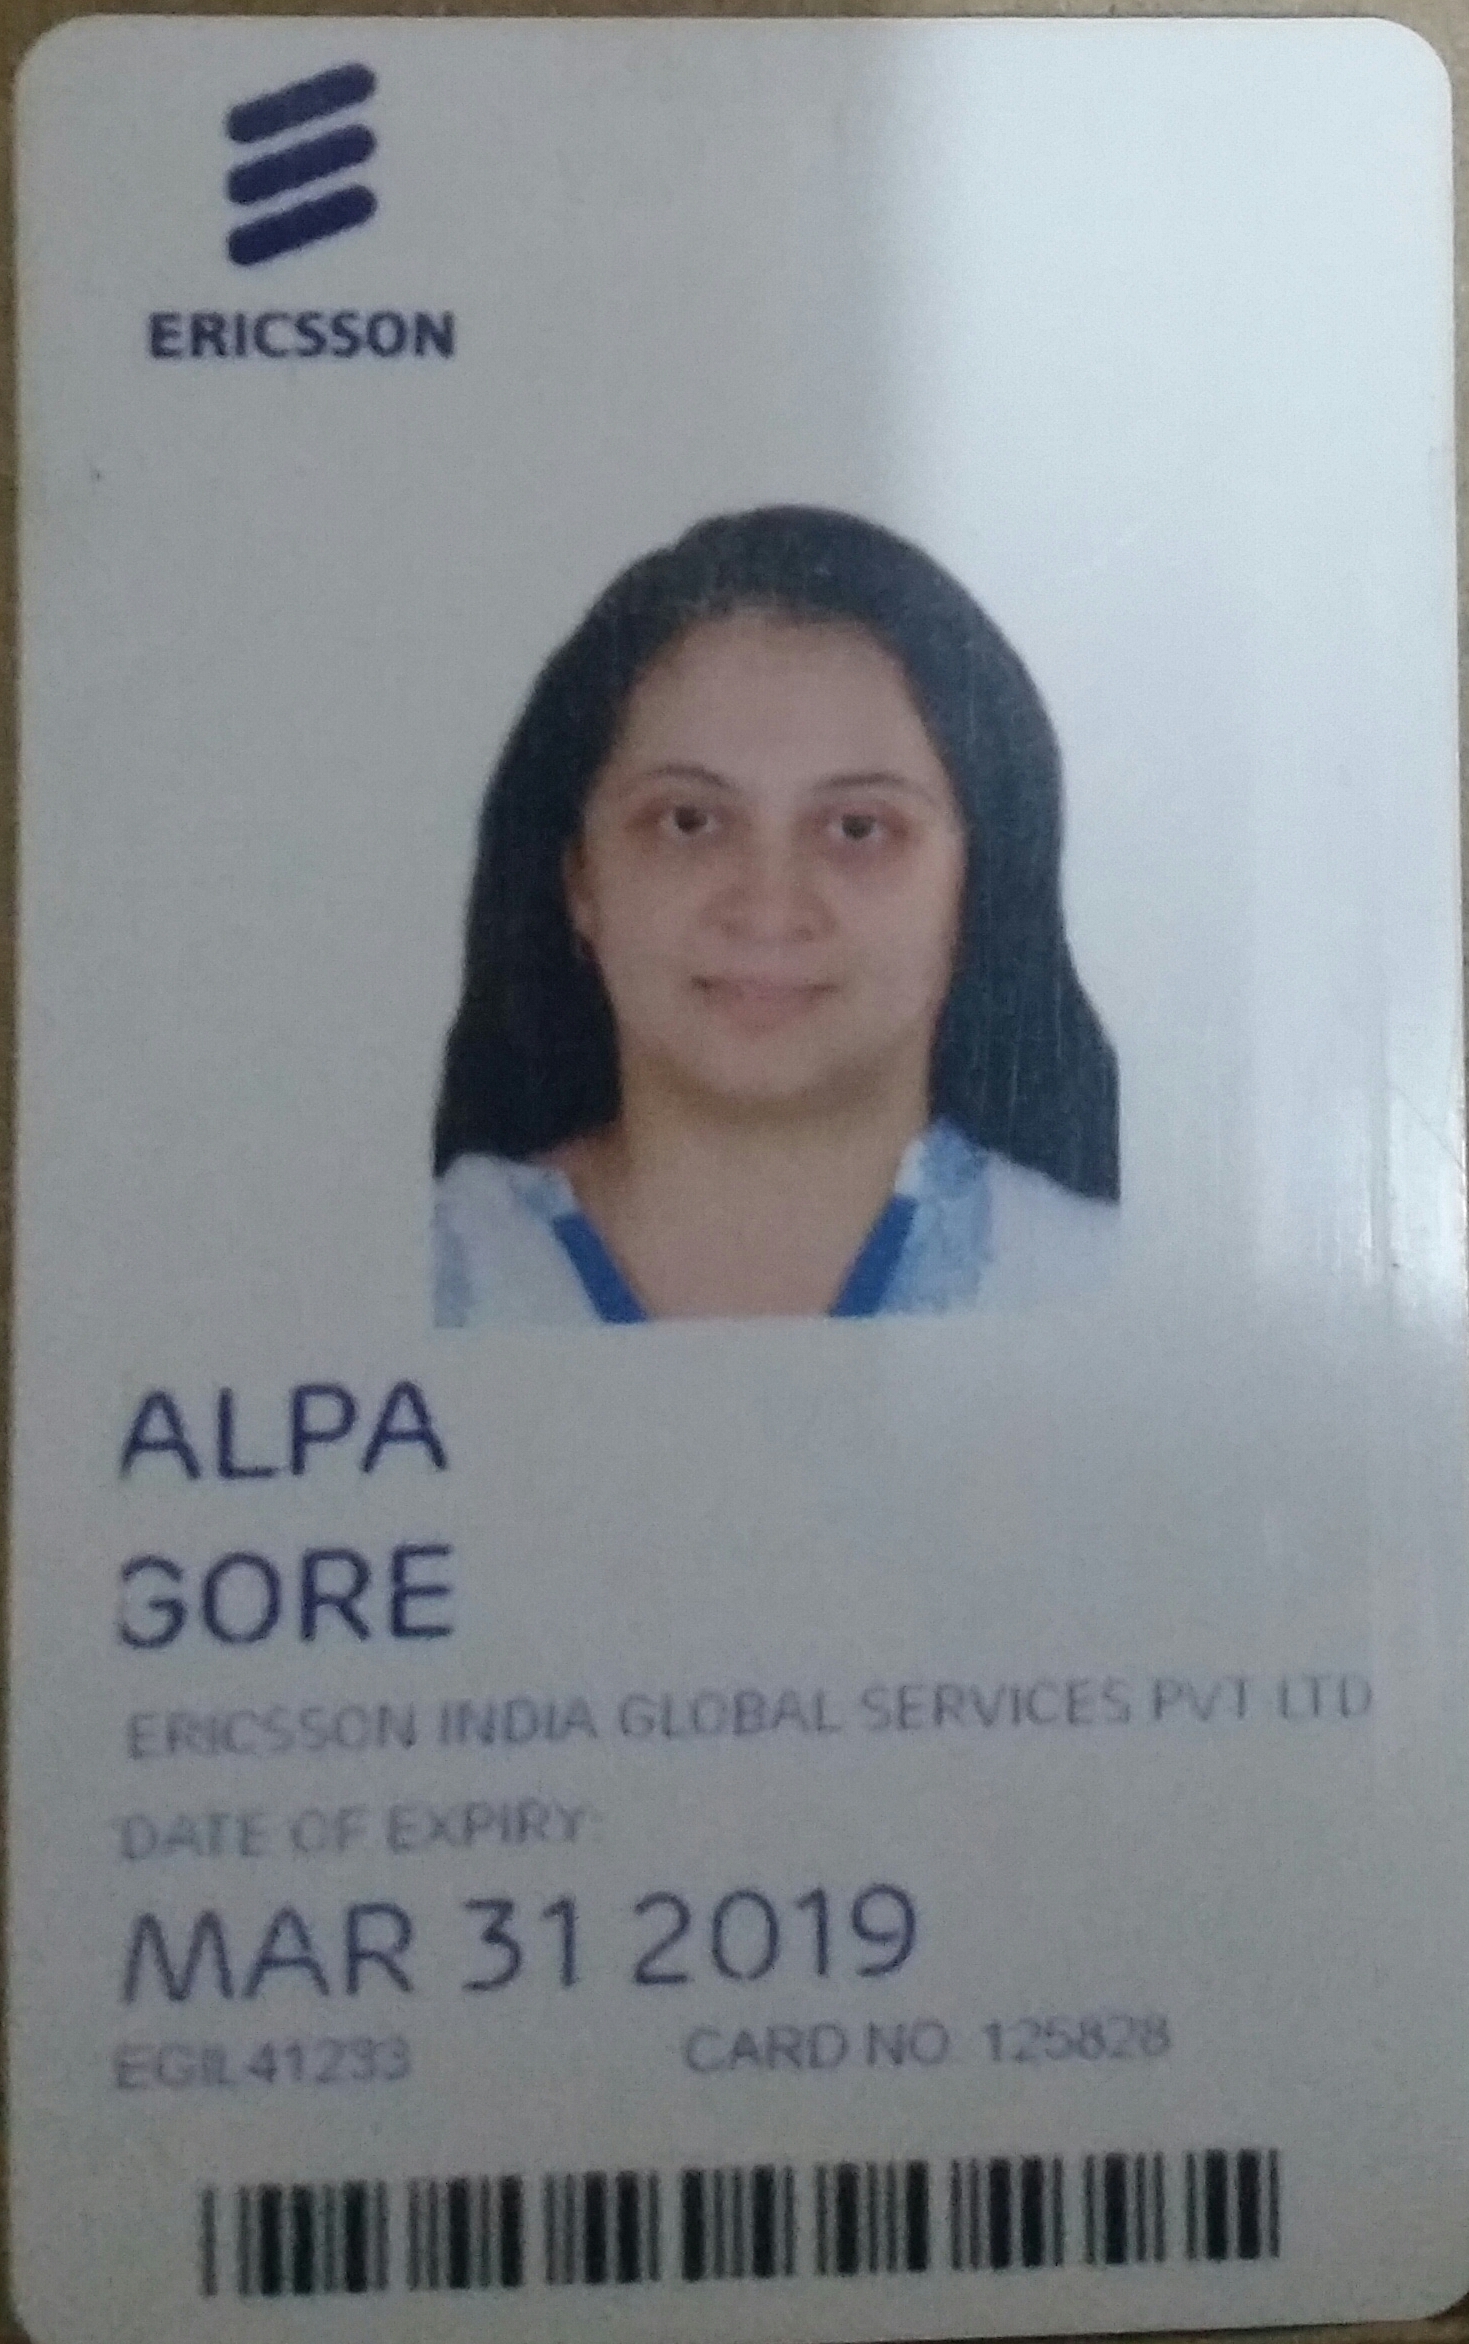 ERICSSON
ALPA
GORE
ERICSSON INDIA GLOBAL SERVICES PVT LTD
DATE OF EXPIRY
MAR 31 2019
EGIL41233 CARD NO 125828